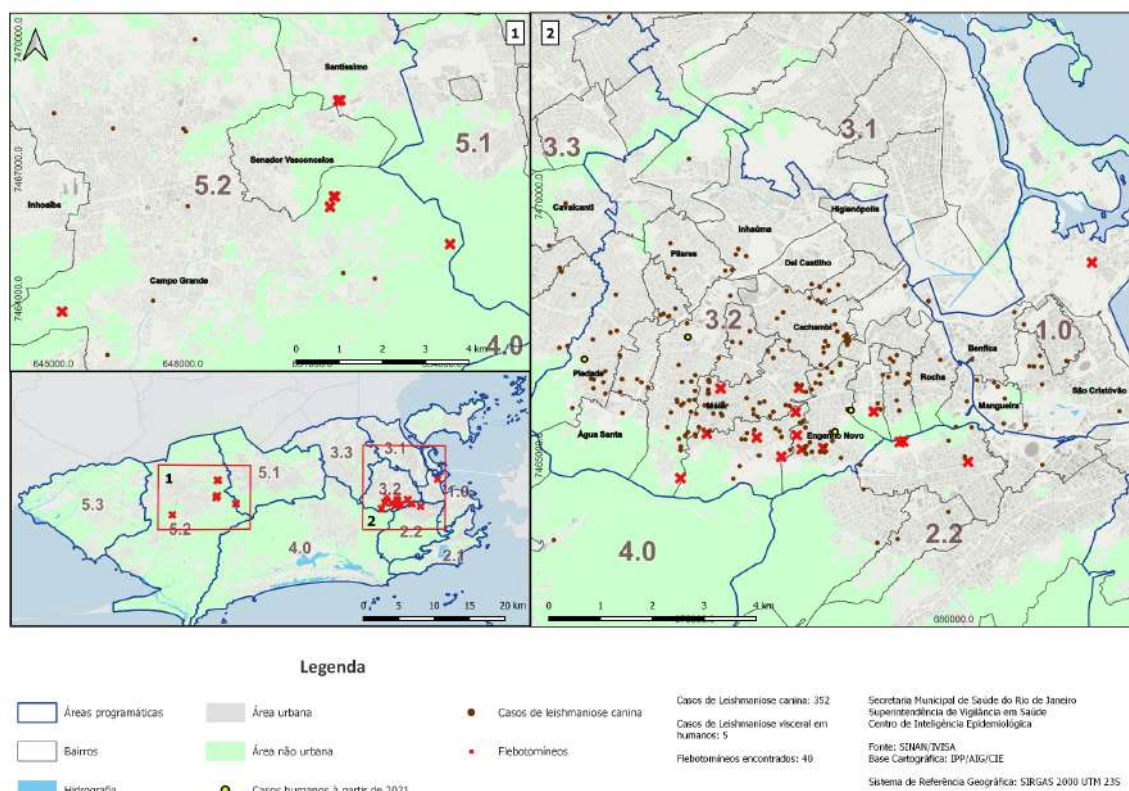 1
7470000.0
Santíssimo
5.1
Senador Vasconcelos
7467000.0
5.2
Inhoaíba
Campo Grande
7464000.0
645000.0
648000.0
0 1 2 3 4 km
4.0
2
3.1
3.3
7470000.0
Cavalcanti
Higienópolis
Inhaúma
Pilares
Del Castilho
3.2
Cachambi
1.0
Benfica
Piedade
Rocha
São Cristóvão
Méier
Mangueira
Água Santa
Engenho Novo
7465000.0
2.2
4.0
0 1 2 3 4 km
680000.0
1
5.1
3.3
3.1
5.3
3.2
1.0
5.2
2
2.2
4.0
2.1
0 5 10 15 20 km
Legenda
Áreas programáticas
Área urbana
Casos de leishmaniose canina
Bairros
Área não urbana
Flebotomíneos
Hidrografia
Casos humanos à partir de 2021
Casos de Leishmaniose canina: 352
Casos de Leishmaniose visceral em
humanos: 5
Flebotomíneos encontrados: 40
Secretaria Municipal de Saúde do Rio de Janeiro
Superintendência de Vigilância em Saúde
Centro de Inteligência Epidemiológica
Fonte: SINAN/IVISA
Base Cartográfica: IPP/AIG/CIE
Sistema de Referência Geográfica: SIRGAS 2000 UTM 23S